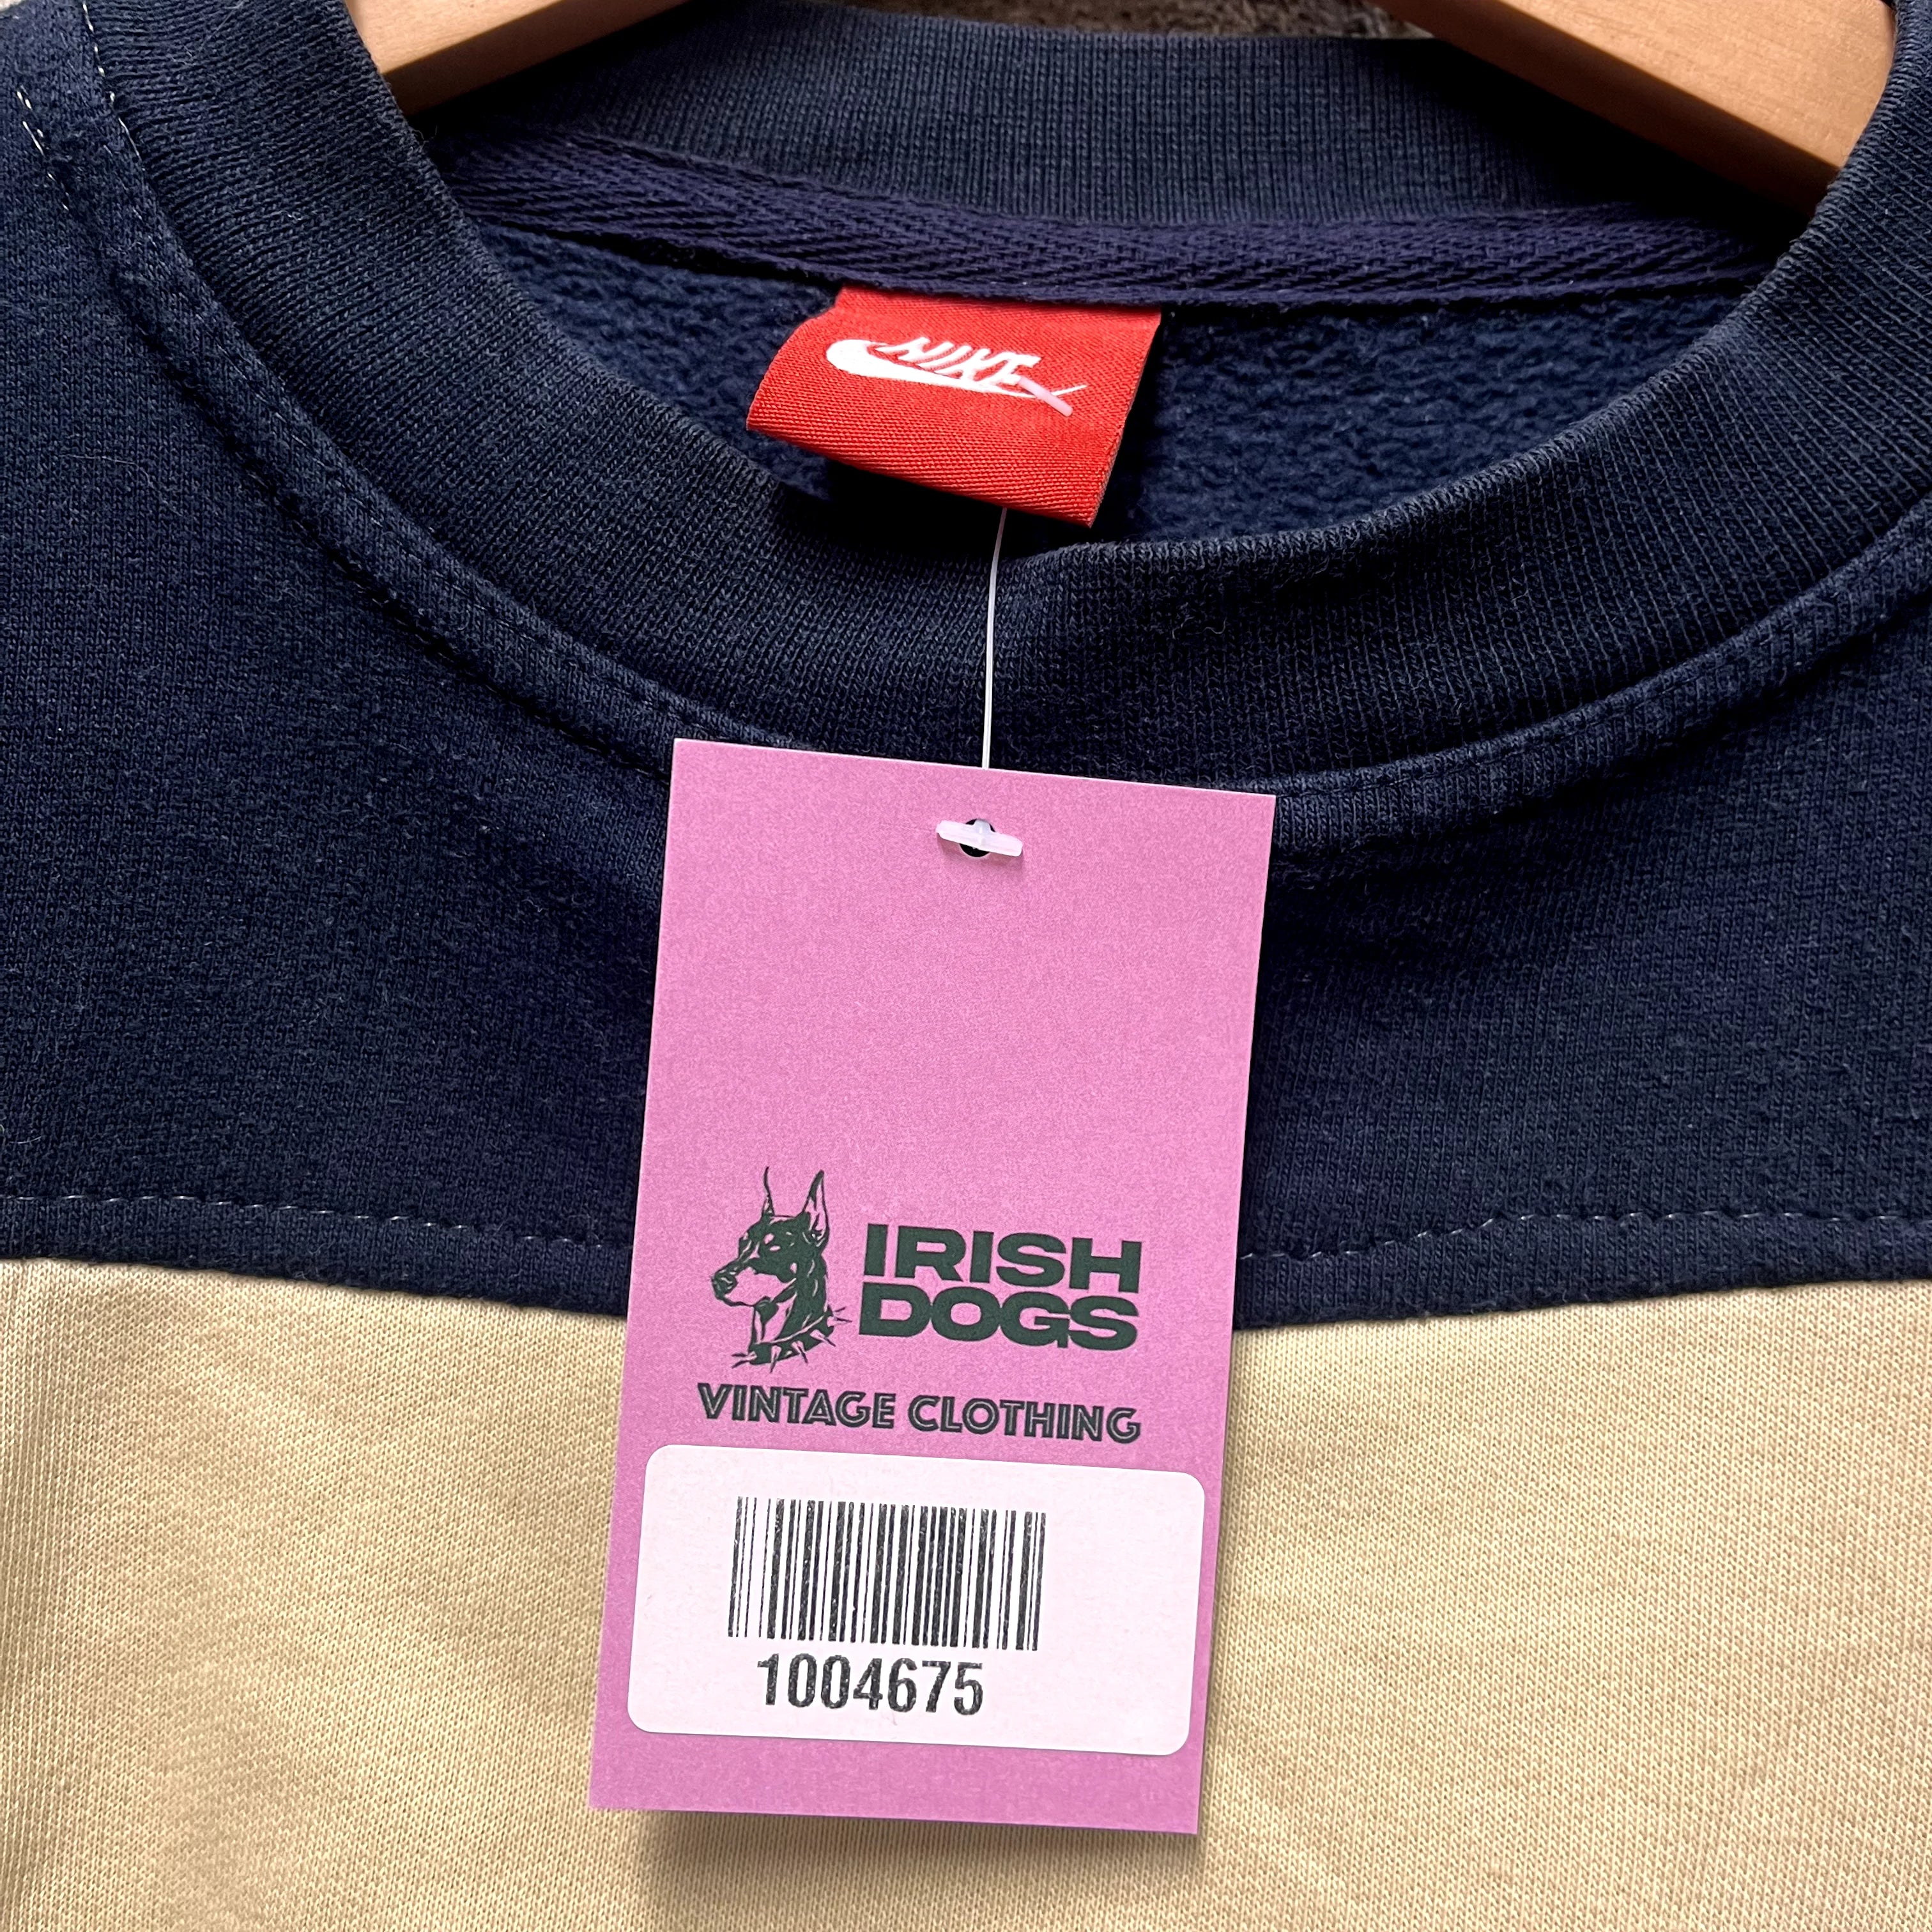 NIKE
IRISH
DOGS
VINTAGE CLOTHING
1004675